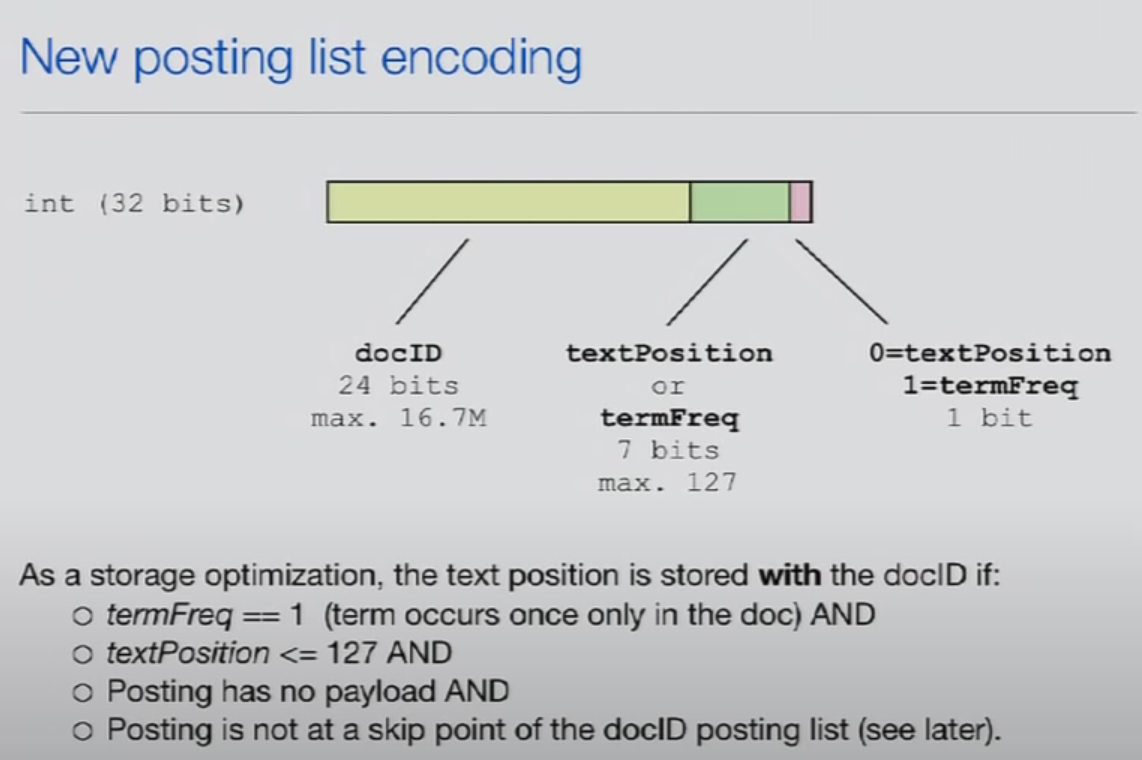 New posting list encoding
int (32 bits)
docID
24 bits
max. 16.7M
textPosition
or
termFreq
7 bits
max. 127
0=textPosition
1=termFreq
1 bit
As a storage optimization, the text position is stored with the docID if:
○ termFreq == 1 (term occurs once only in the doc) AND
○ textPosition <= 127 AND
○ Posting has no payload AND
○ Posting is not at a skip point of the docID posting list (see later).